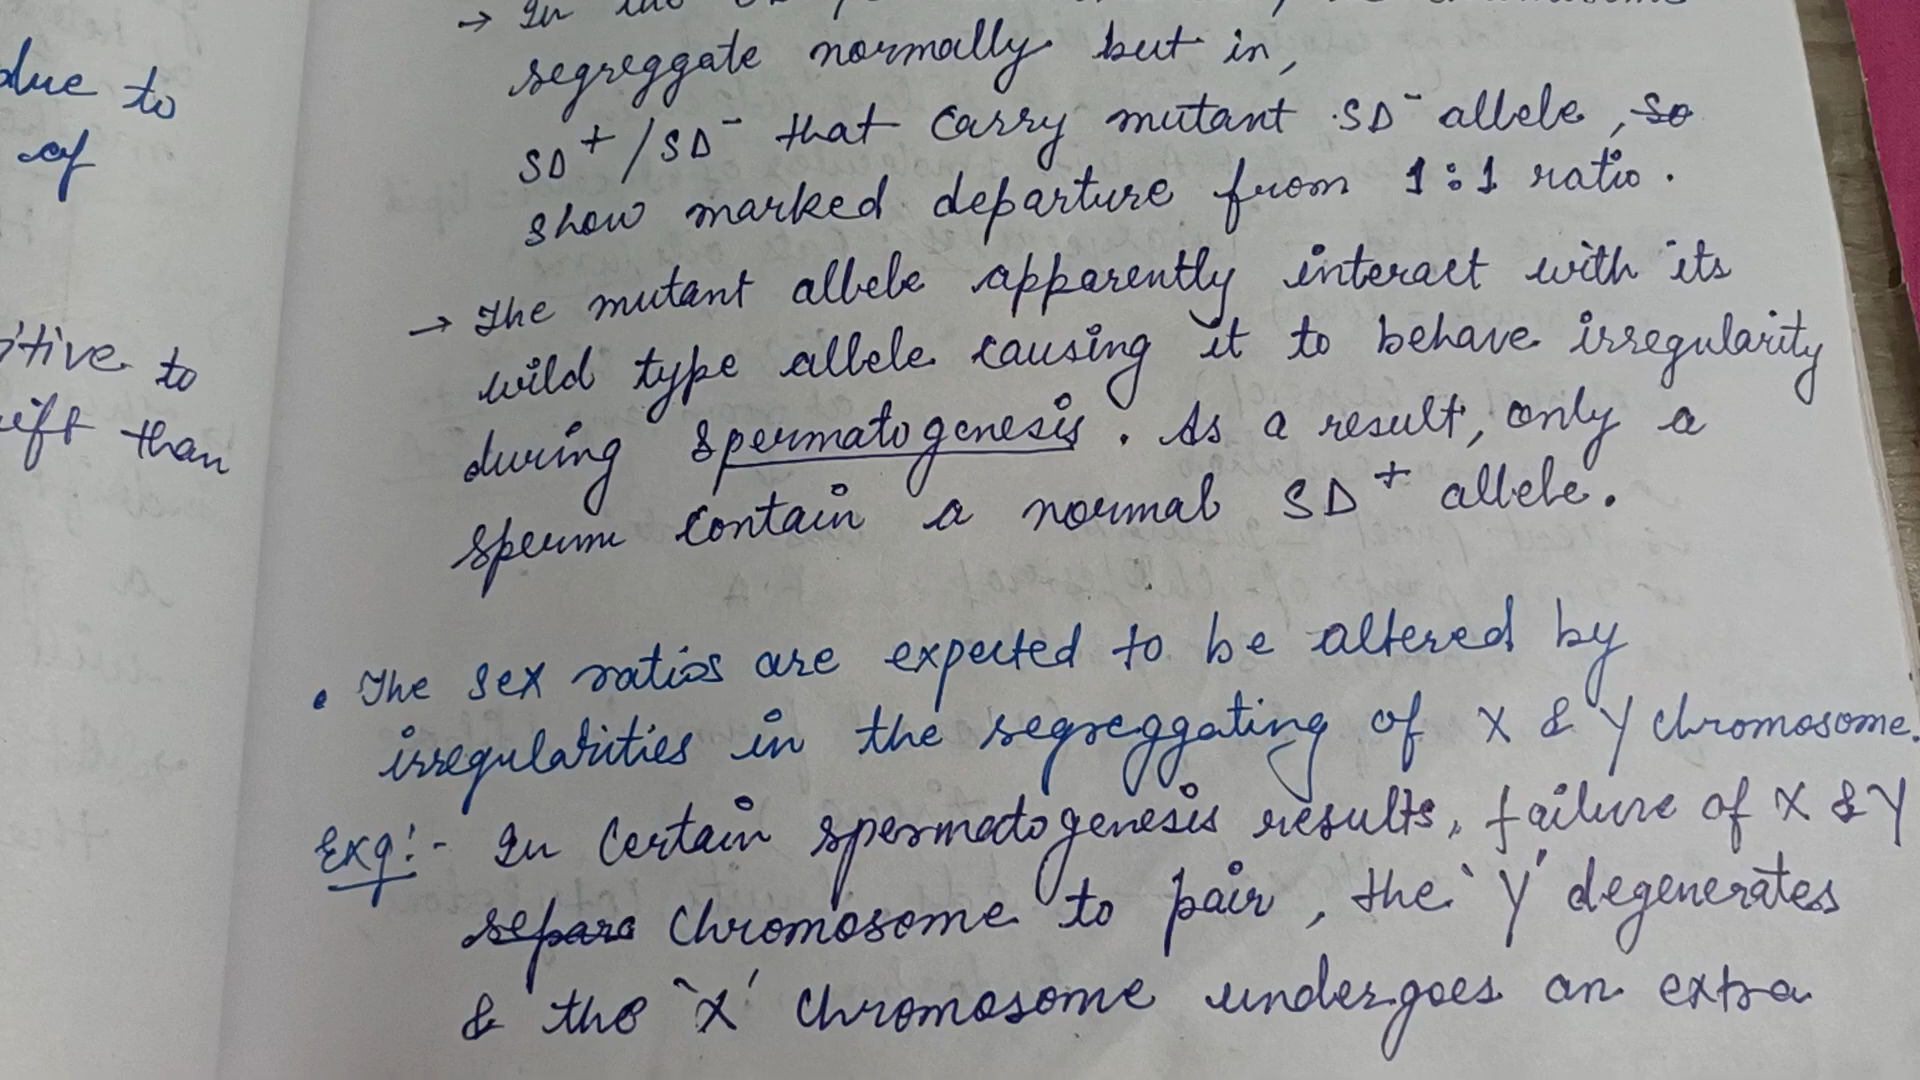 due to
of
itive to
than
→ In
segreggate normally but in,
SD⁺/SD⁻ that carry mutant SD⁻ allele, so
show marked departure from 1:1 ratio.
→ The mutant allele apparently interact with its
wild type allele causing it to behave irregularity
during spermatogenesis. As a result, only a
sperm contain a normal SD⁺ allele.
• The sex ratios are expected to be altered by
irregularities in the segreggating of X & Y chromosome.
Exg:- In Certain spermatogenesis results, failure of X & Y
separa Chromosome to pair, the 'Y' degenerates
& the 'X' Chromosome undergoes an extra